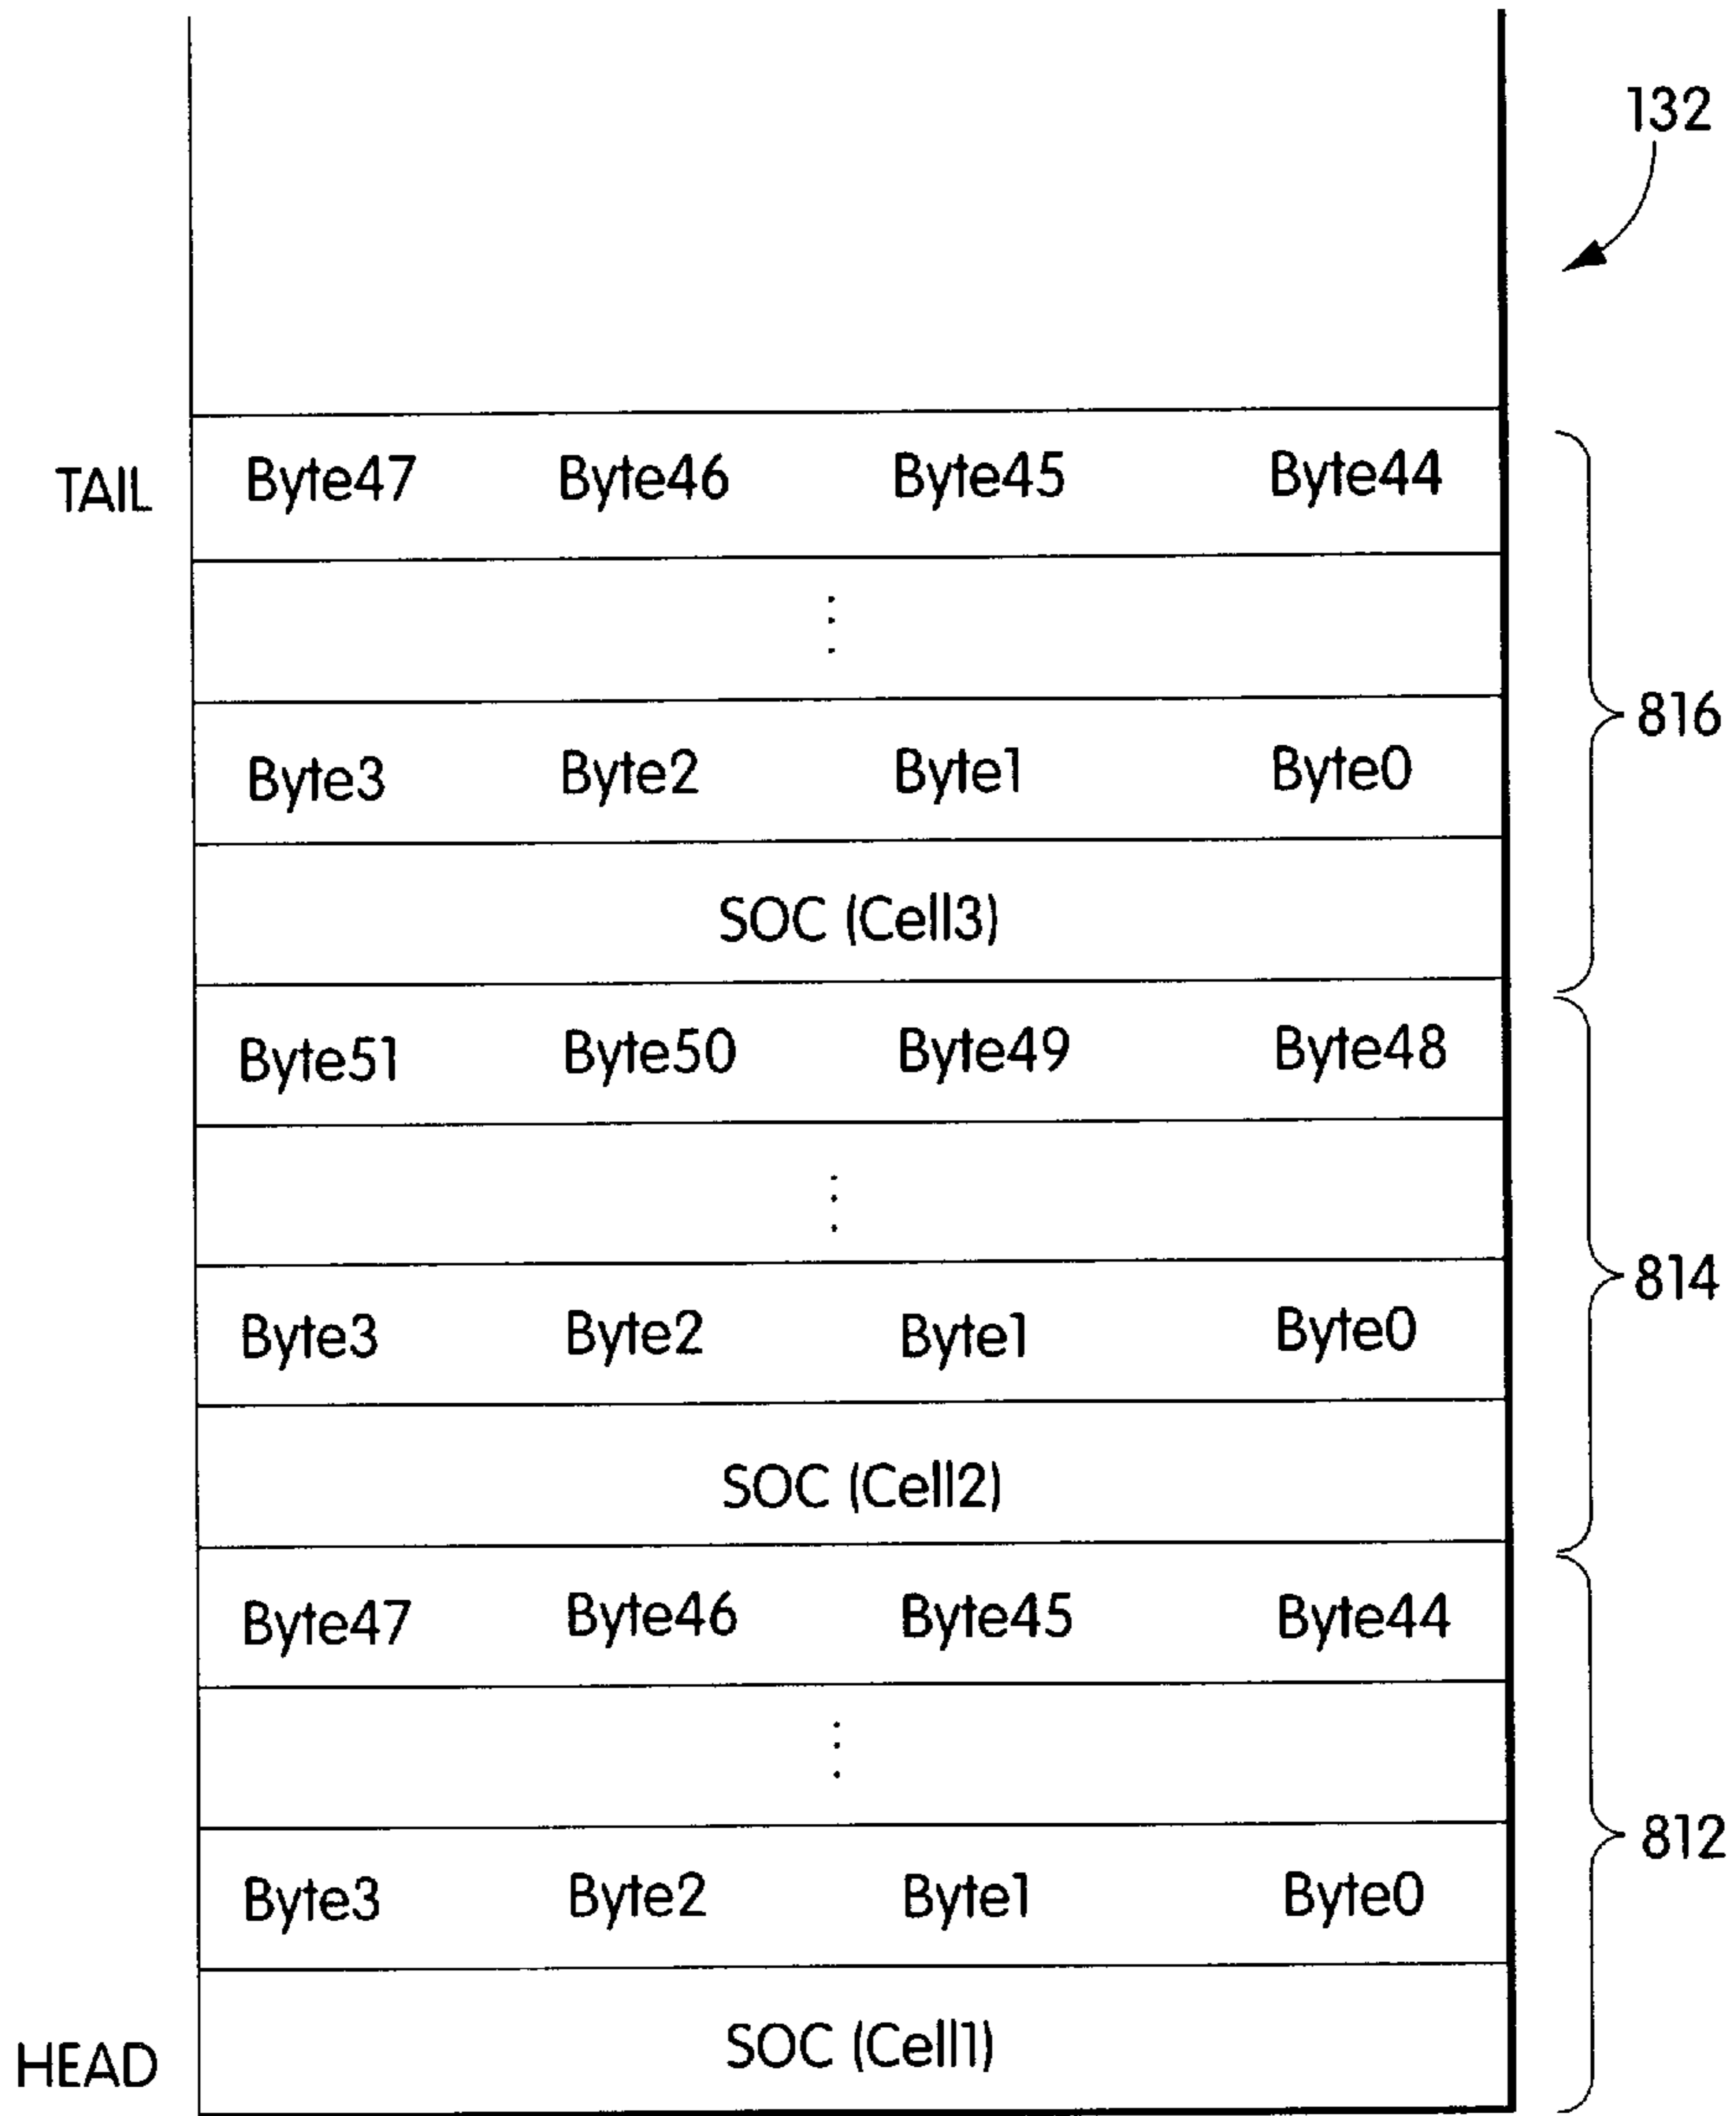 132
TAIL Byte47 Byte46 Byte45 Byte44
Byte3 Byte2 Byte1 Byte0
816
SOC (Cell3)
Byte51 Byte50 Byte49 Byte48
814
Byte3 Byte2 Byte1 Byte0
SOC (Cell2)
Byte47 Byte46 Byte45 Byte44
812
Byte3 Byte2 Byte1 Byte0
HEAD SOC (Cell1)